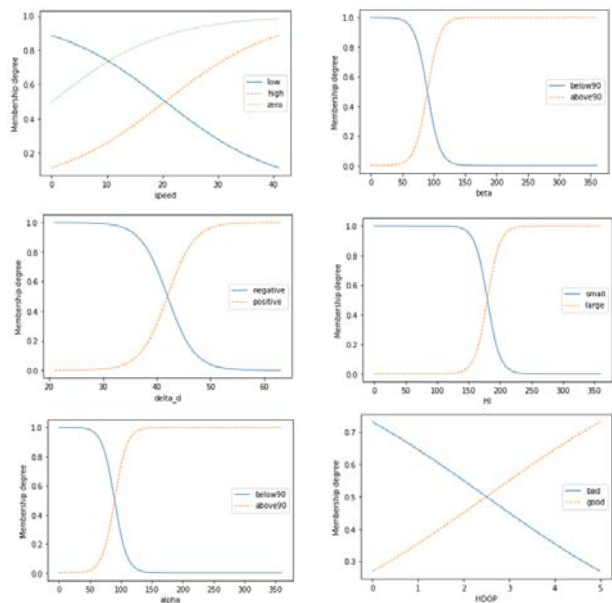 1.0
0.8
0.6
0.4
0.2
Membership degree
low
high
zero
0 10 20 30 40
speed
1.0
0.8
0.6
0.4
0.2
0.0
Membership degree
below90
above90
0 50 100 150 200 250 300 350
beta
1.0
0.8
0.6
0.4
0.2
0.0
Membership degree
negative
positive
20 30 40 50 60
delta_d
1.0
0.8
0.6
0.4
0.2
0.0
Membership degree
small
large
0 50 100 150 200 250 300 350
HI
1.0
0.8
0.6
0.4
0.2
0.0
Membership degree
below90
above90
0 50 100 150 200 250 300 350
alpha
0.7
0.6
0.5
0.4
0.3
Membership degree
bad
good
0 1 2 3 4 5
HDOP